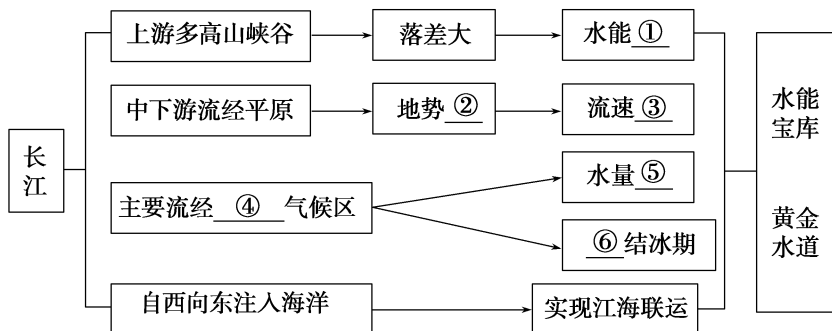 上游多高山峡谷
落差大
水能①
中下游流经平原
地势②
流速③
长
江
主要流经④气候区
水量⑤
⑥结冰期
自西向东注入海洋
实现江海联运
水能
宝库
黄金
水道